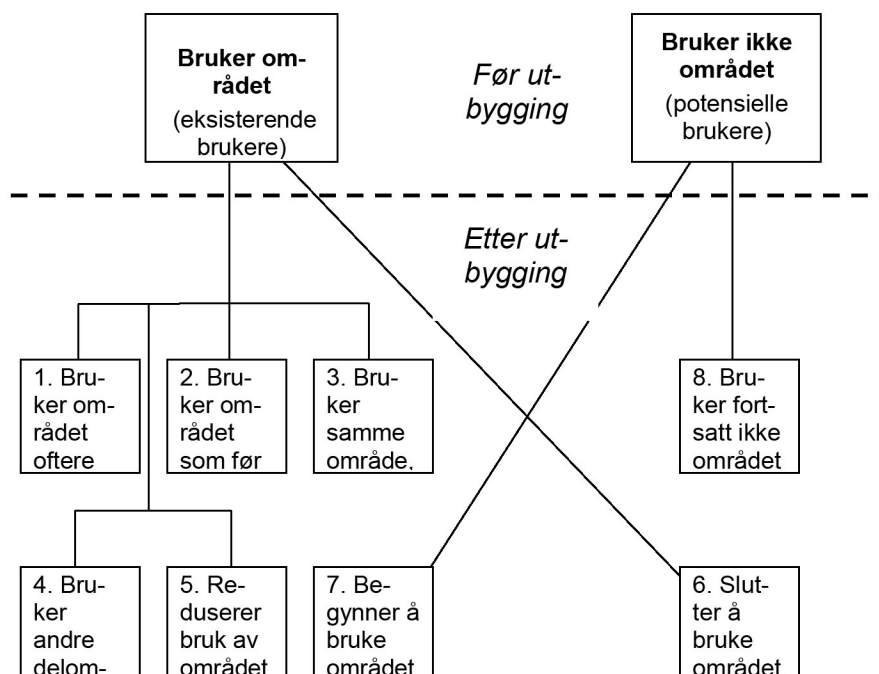 Bruker om-
rådet
(eksisterende
brukere)
Før ut-
bygging
Bruker ikke
området
(potensielle
brukere)
Etter ut-
bygging
1. Bru-
ker om-
rådet
oftere
2. Bru-
ker om-
rådet
som før
3. Bru-
ker
samme
område,
8. Bru-
ker fort-
satt ikke
området
4. Bru-
ker
andre
delom-
5. Re-
duserer
bruk av
området
7. Be-
gynner å
bruke
området
6. Slut-
ter å
bruke
området